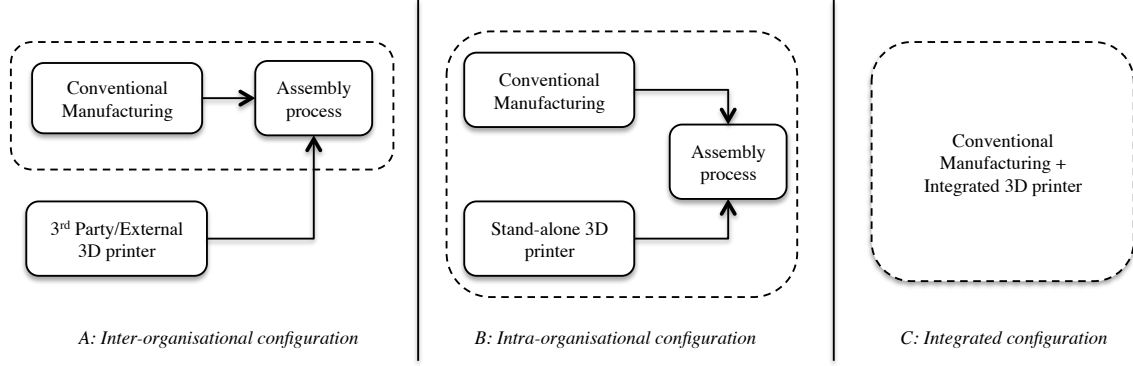 Conventional
Manufacturing
Assembly
process
3rd Party/External
3D printer
A: Inter-organisational configuration
Conventional
Manufacturing
Assembly
process
Stand-alone 3D
printer
B: Intra-organisational configuration
Conventional
Manufacturing +
Integrated 3D printer
C: Integrated configuration